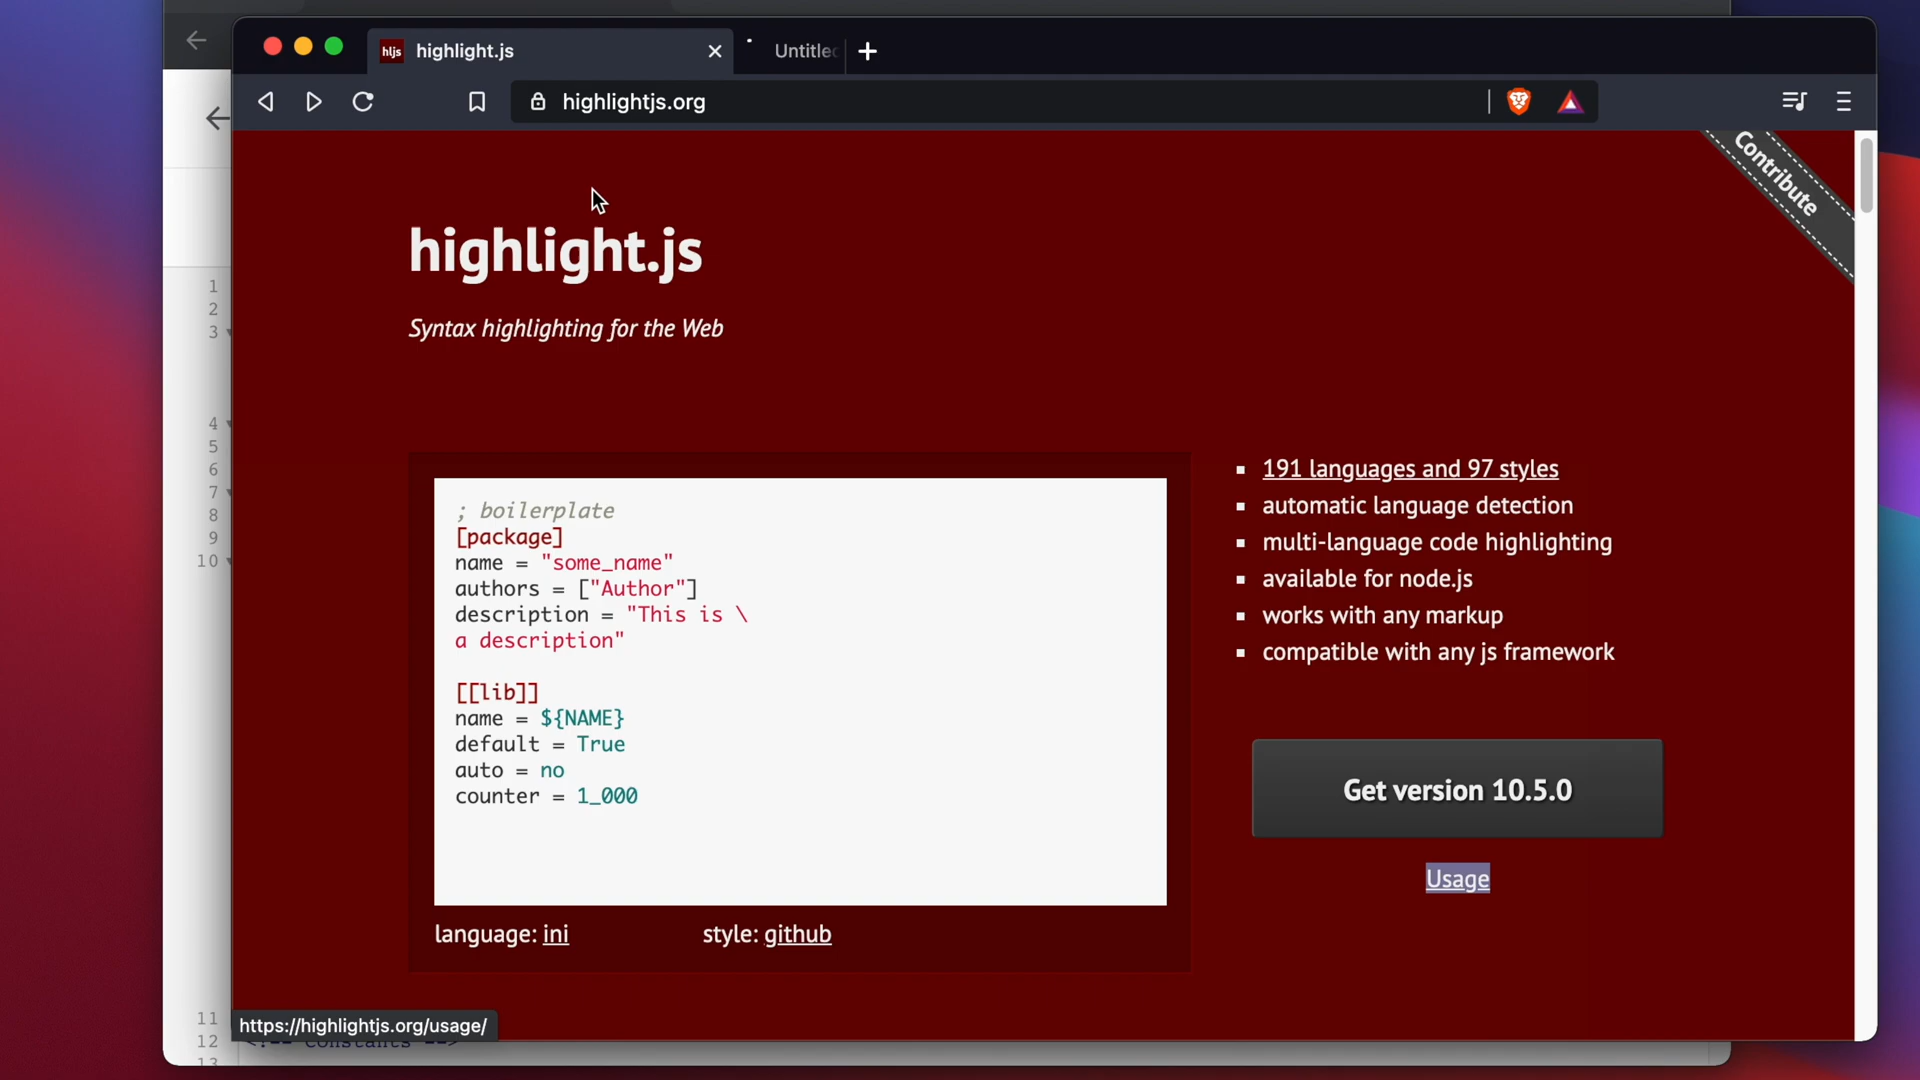 hljs highlight.js
Untitled
highlightjs.org
Contribute
highlight.js
Syntax highlighting for the Web
; boilerplate
[package]
name = "some_name"
authors = ["Author"]
description = "This is \
a description"
[[lib]]
name = ${NAME}
default = True
auto = no
counter = 1_000
language: ini
style: github
191 languages and 97 styles
automatic language detection
multi-language code highlighting
available for node.js
works with any markup
compatible with any js framework
Get version 10.5.0
Usage
1
2
3
4
5
6
7
8
9
10
11
12
13
https://highlightjs.org/usage/